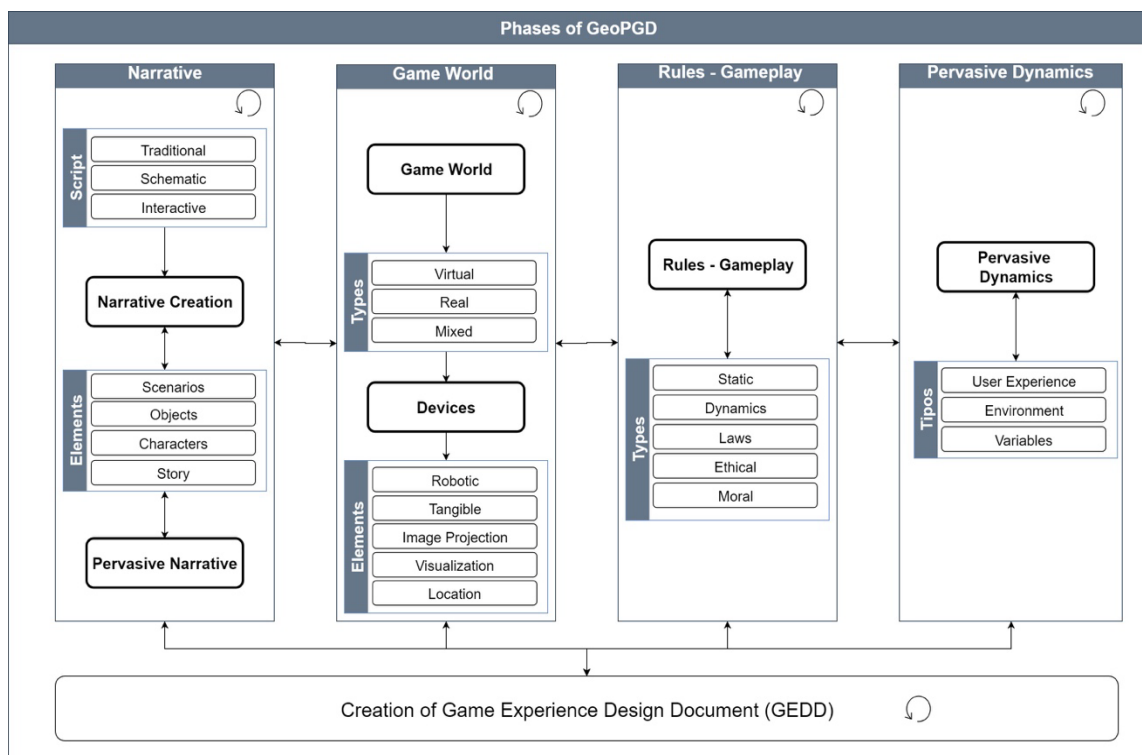 Phases of GeoPGD
Narrative
Script
Traditional
Schematic
Interactive
Narrative Creation
Elements
Scenarios
Objects
Characters
Story
Pervasive Narrative
Game World
Game World
Types
Virtual
Real
Mixed
Devices
Elements
Robotic
Tangible
Image Projection
Visualization
Location
Rules - Gameplay
Rules - Gameplay
Types
Static
Dynamics
Laws
Ethical
Moral
Pervasive Dynamics
Pervasive
Dynamics
Tipos
User Experience
Environment
Variables
Creation of Game Experience Design Document (GEDD)